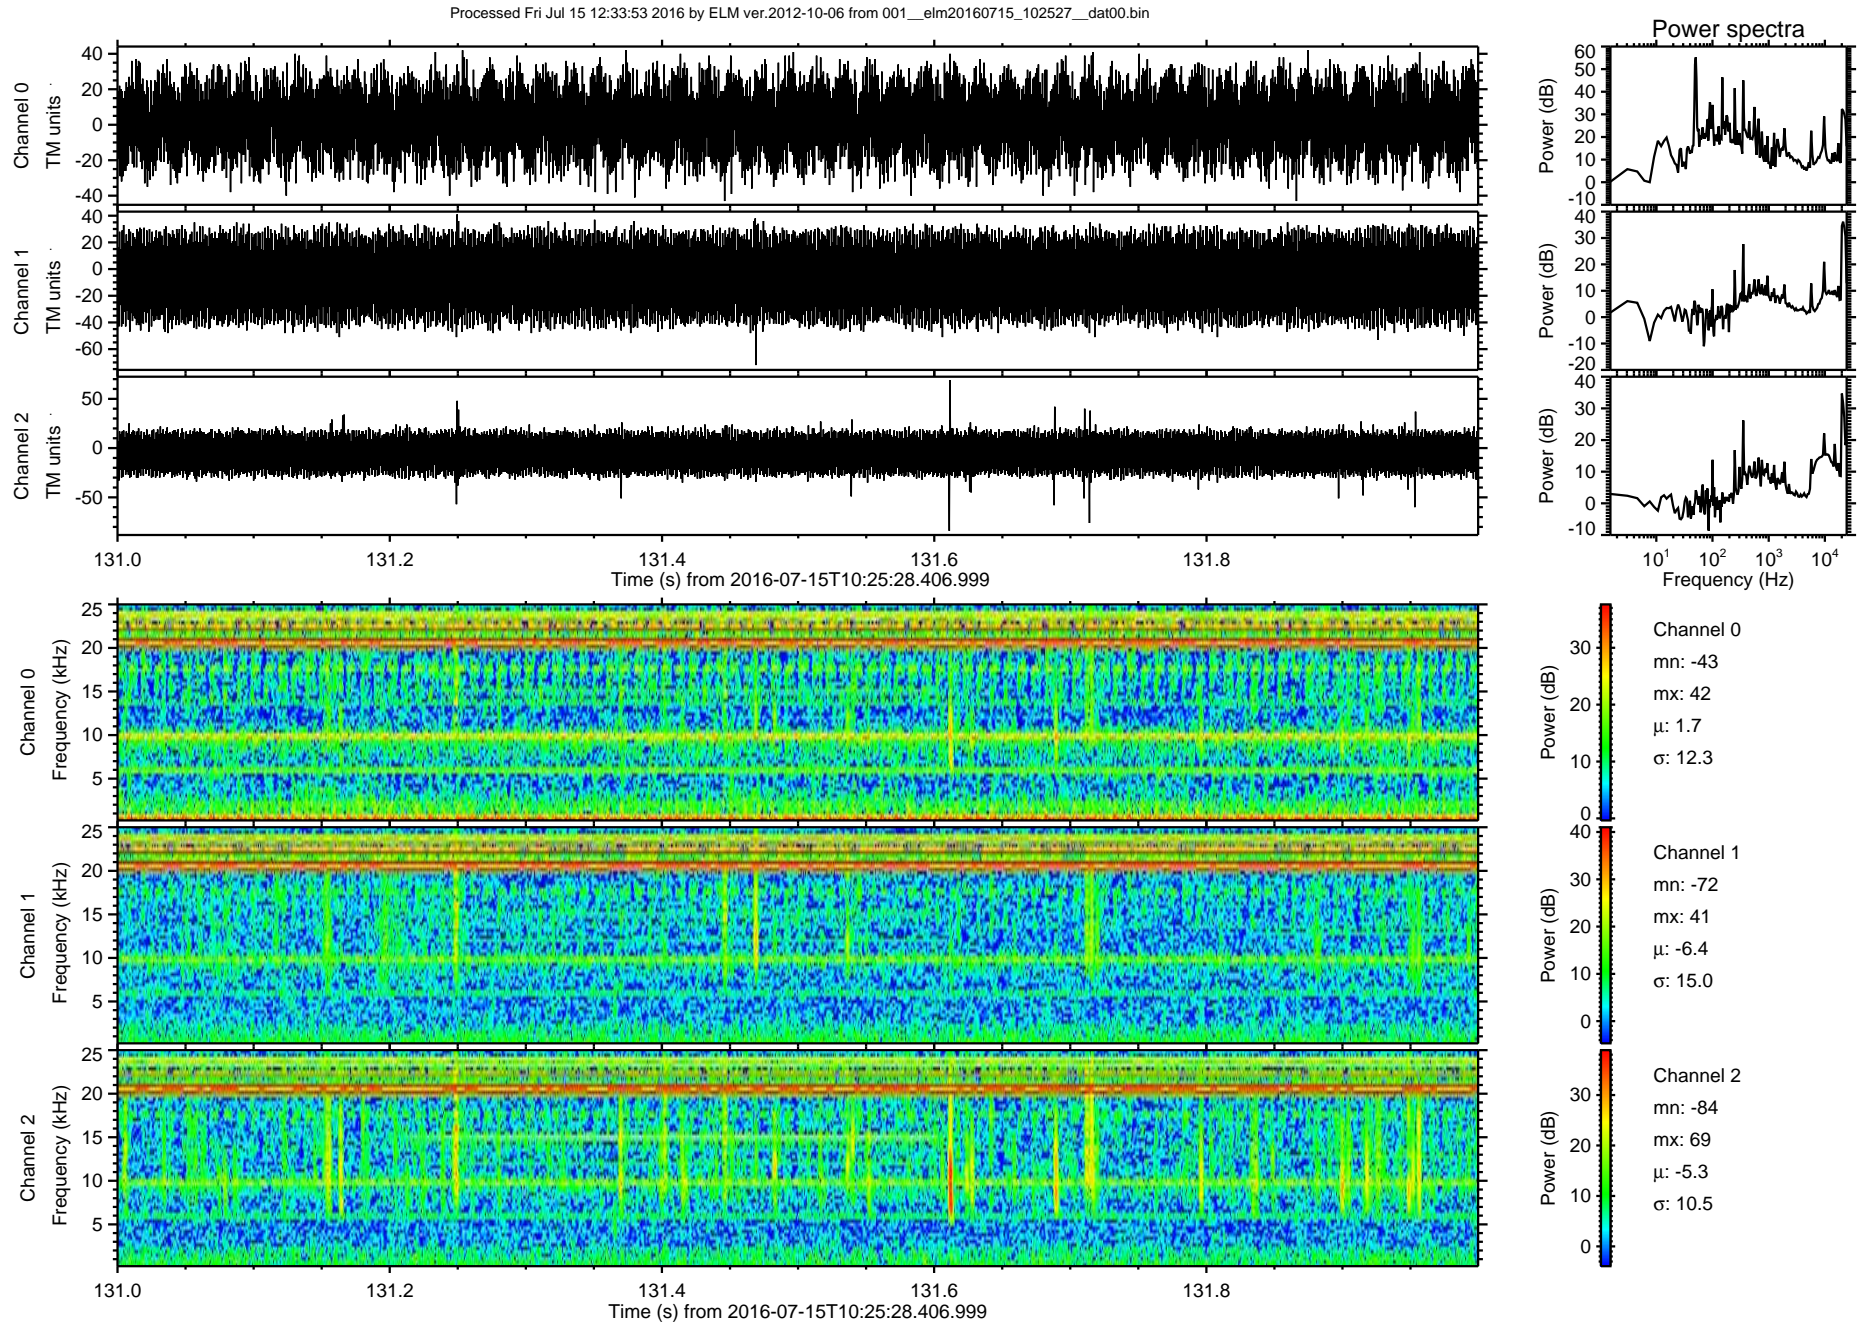 Processed Fri Jul 15 12:33:53 2016 by ELM ver.2012-10-06 from 001__elm20160715_102527__dat00.bin
Power spectra
Channel 0
TM units
40
20
0
-20
-40
Power (dB)
60
50
40
30
20
10
0
-10
Channel 1
TM units
40
20
0
-20
-40
-60
Power (dB)
40
30
20
10
0
-10
-20
Channel 2
TM units
50
0
-50
Power (dB)
40
30
20
10
0
-10
131.0 131.2 131.4 131.6 131.8
Time (s) from 2016-07-15T10:25:28.406.999
10^1 10^2 10^3 10^4
Frequency (Hz)
Channel 0
Frequency (kHz)
25
20
15
10
5
Power (dB)
30
20
10
0
Channel 0
mn: -43
mx: 42
μ: 1.7
σ: 12.3
Channel 1
Frequency (kHz)
25
20
15
10
5
Power (dB)
40
30
20
10
0
Channel 1
mn: -72
mx: 41
μ: -6.4
σ: 15.0
Channel 2
Frequency (kHz)
25
20
15
10
5
Power (dB)
30
20
10
0
Channel 2
mn: -84
mx: 69
μ: -5.3
σ: 10.5
131.0 131.2 131.4 131.6 131.8
Time (s) from 2016-07-15T10:25:28.406.999